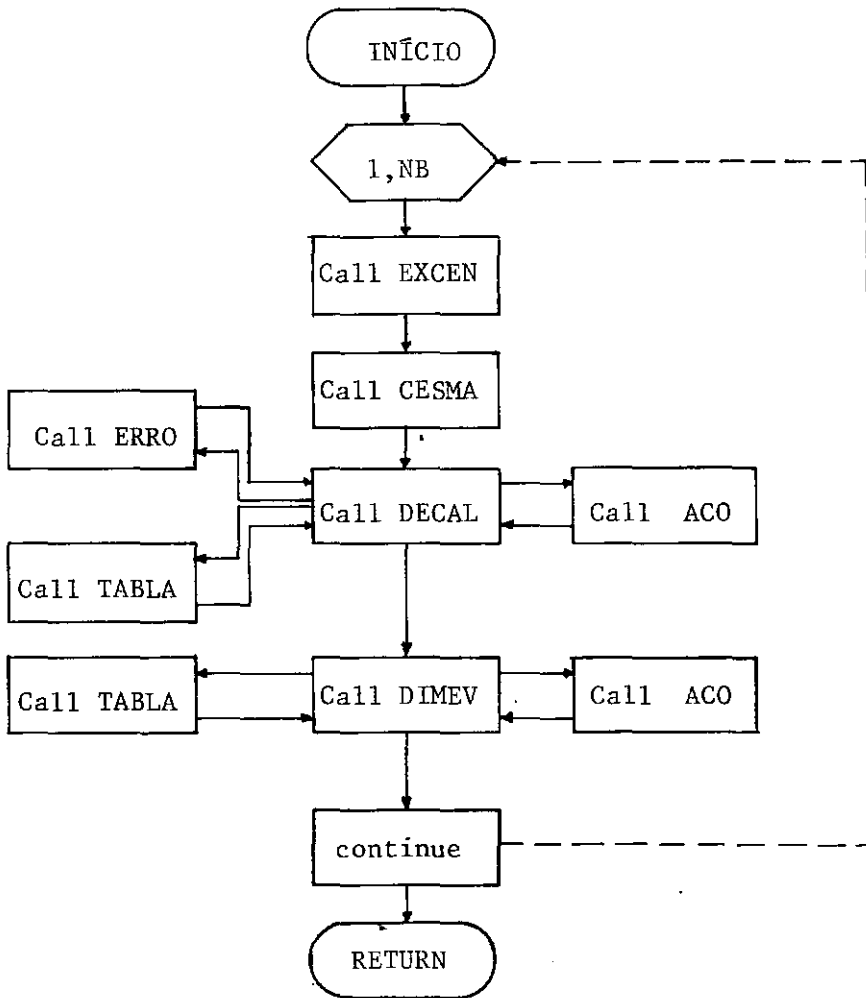 INÍCIO
1,NB
Call EXCEN
Call CESMA
Call ERRO
Call DECAL
Call ACO
Call TABLA
Call TABLA
Call DIMEV
Call ACO
contínue
RETURN